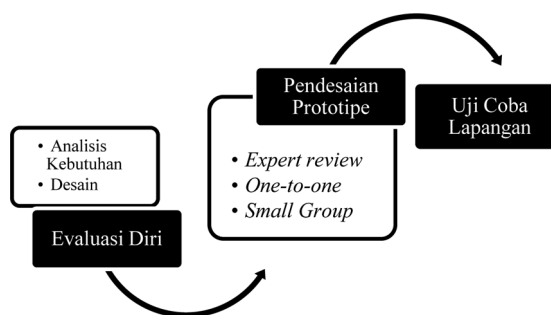 • Analisis
Kebutuhan
• Desain
Evaluasi Diri
Pendesaian
Prototipe
• Expert review
• One-to-one
• Small Group
Uji Coba
Lapangan